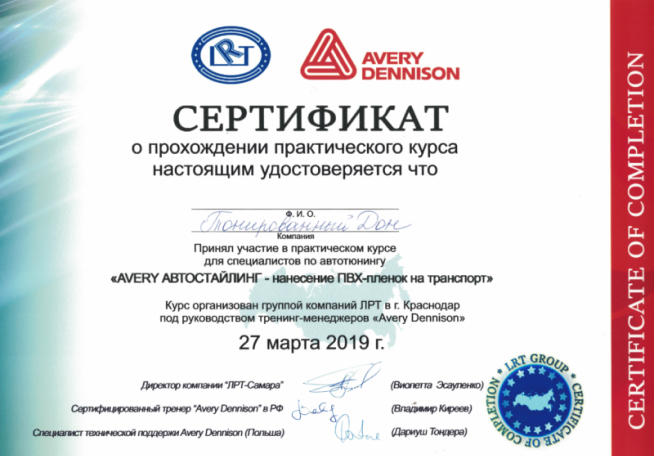 LRT
AVERY
DENNISON
СЕРТИФИКАТ
о прохождении практического курса
настоящим удостоверяется что
Ф. И. О.
Тонированный Дон
Компания
Принял участие в практическом курсе
для специалистов по автотюнингу
«AVERY АВТОСТАЙЛИНГ - нанесение ПВХ-пленок на транспорт»
Курс организован группой компаний ЛРТ в г. Краснодар
под руководством тренинг-менеджеров «Avery Dennison»
27 марта 2019 г.
Директор компании "ЛРТ-Самара" (Виолетта Эсауленко)
Сертифицированный тренер "Avery Dennison" в РФ (Владимир Киреев)
Специалист технической поддержки Avery Dennison (Польша) (Дариуш Тондера)
LRT GROUP • CERTIFICATE OF COMPLETION •
CERTIFICATE OF COMPLETION